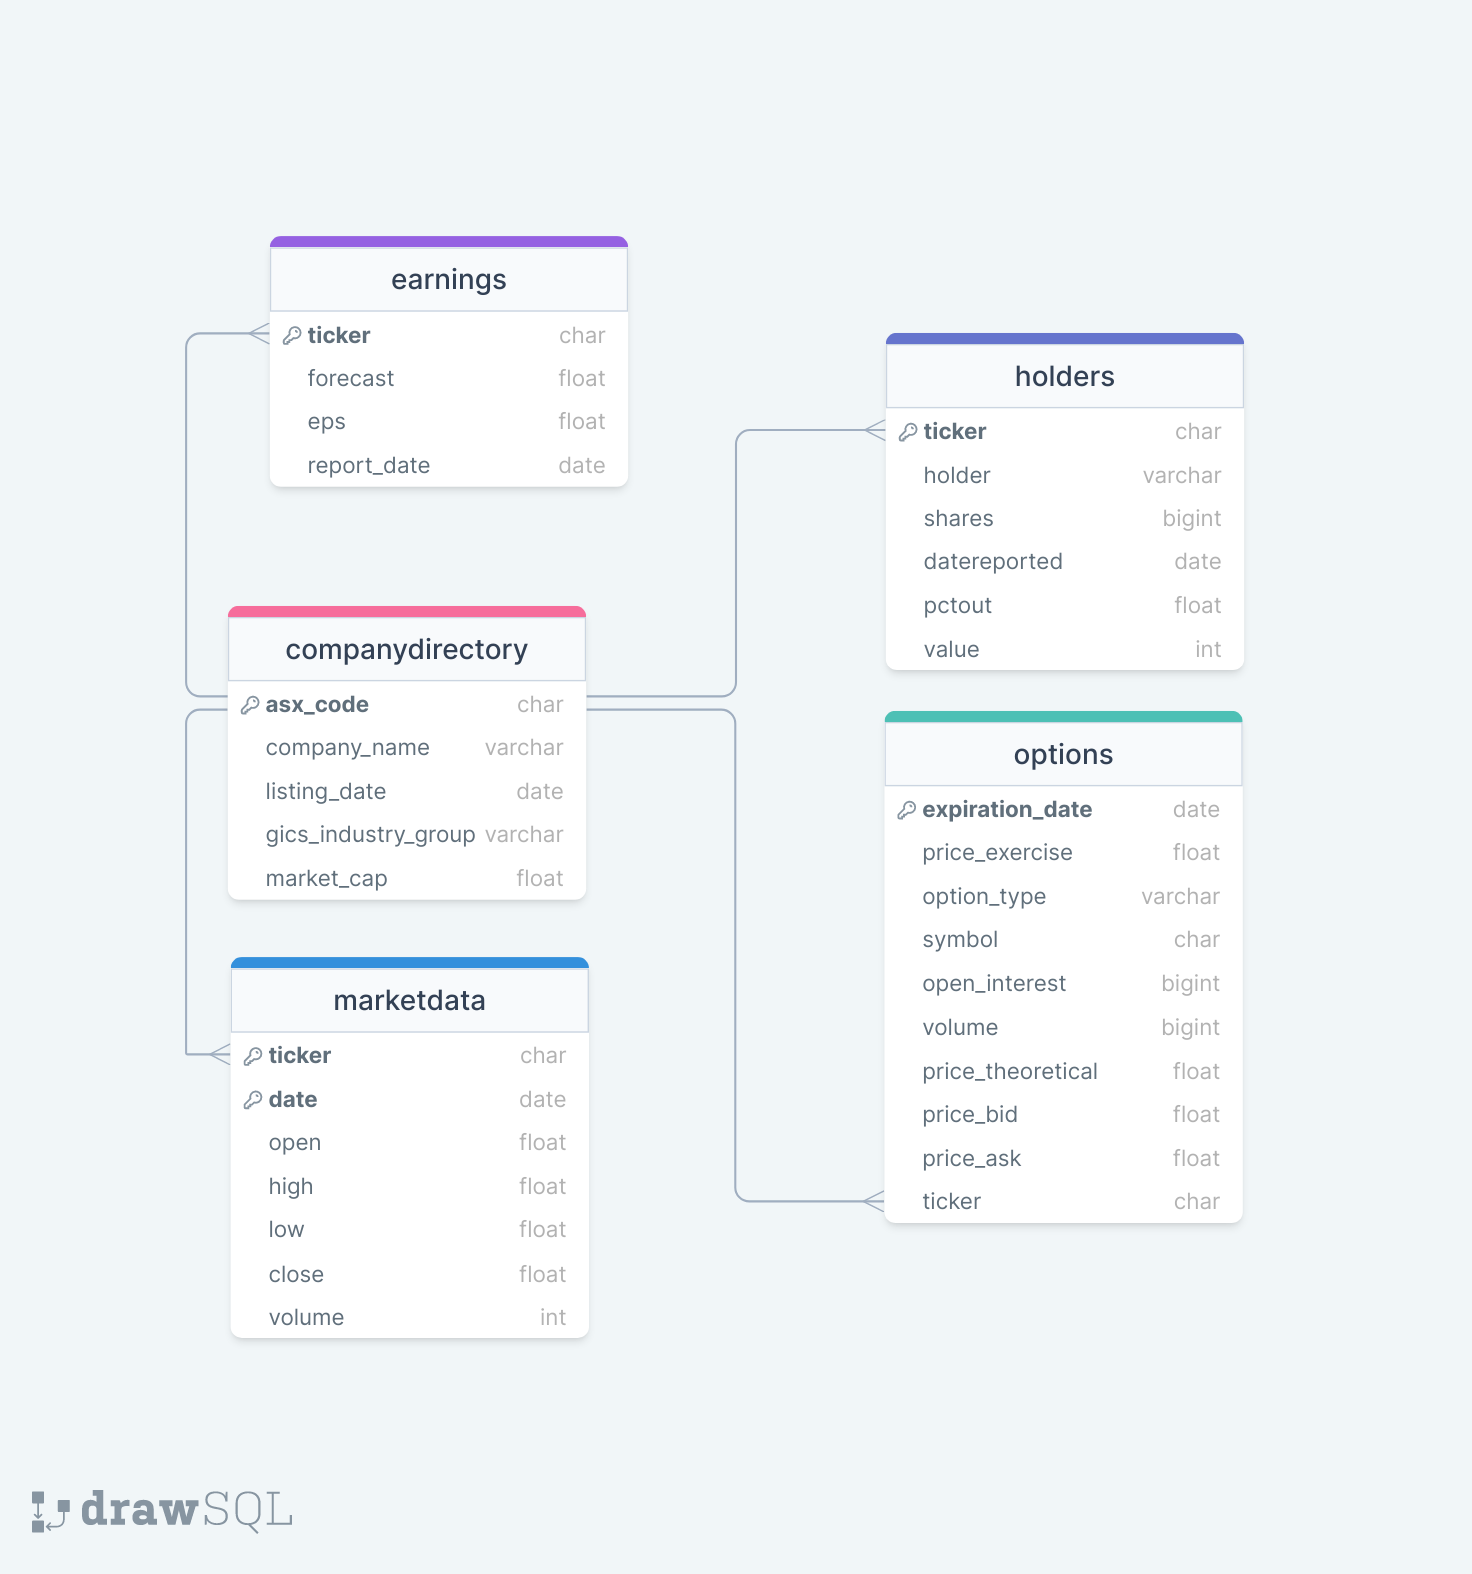 earnings
ticker char
forecast float
eps float
report_date date
holders
ticker char
holder varchar
shares bigint
datereported date
pctout float
value int
companydirectory
asx_code char
company_name varchar
listing_date date
gics_industry_group varchar
market_cap float
options
expiration_date date
price_exercise float
option_type varchar
symbol char
open_interest bigint
volume bigint
price_theoretical float
price_bid float
price_ask float
ticker char
marketdata
ticker char
date date
open float
high float
low float
close float
volume int
drawSQL